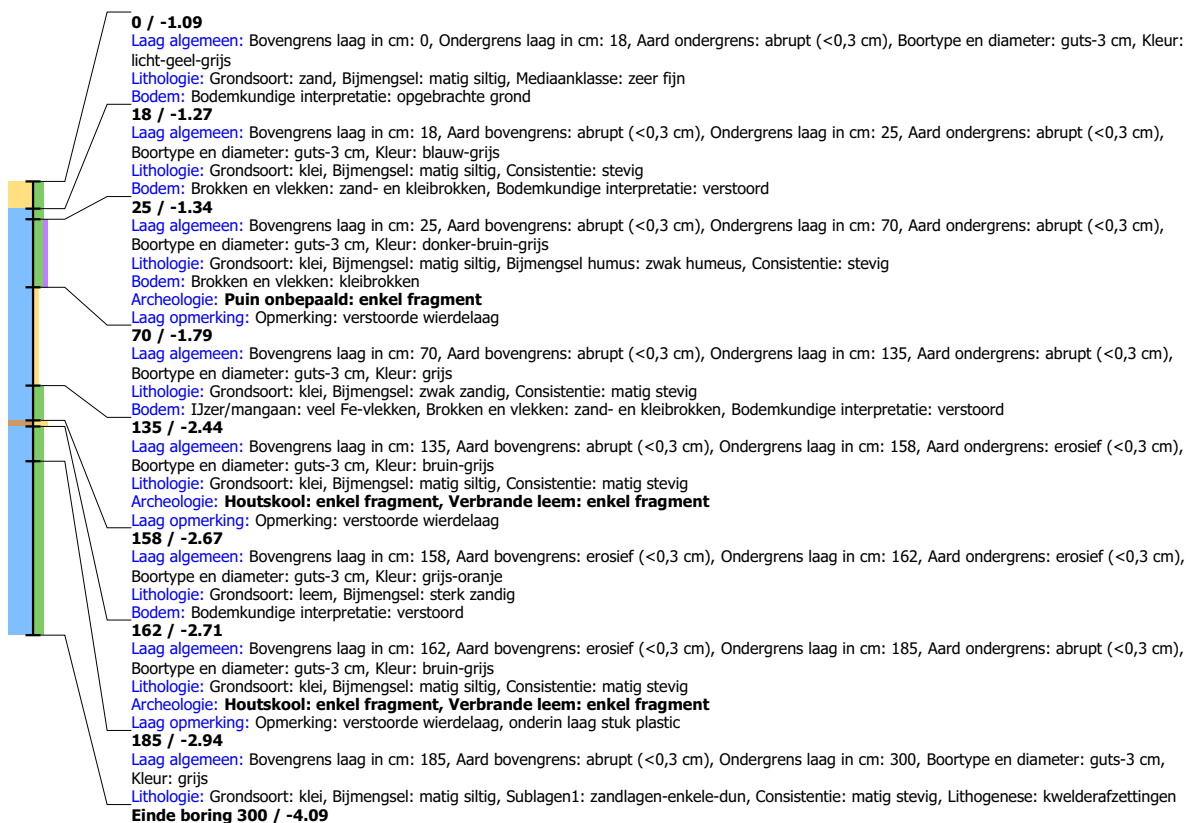 0 / -1.09
Laag algemeen: Bovengrens laag in cm: 0, Ondergrens laag in cm: 18, Aard ondergrens: abrupt (<0,3 cm), Boortype en diameter: guts-3 cm, Kleur:
licht-geel-grijs
Lithologie: Grondsoort: zand, Bijmengsel: matig siltig, Mediaanklasse: zeer fijn
Bodem: Bodemkundige interpretatie: opgebrachte grond
18 / -1.27
Laag algemeen: Bovengrens laag in cm: 18, Aard bovengrens: abrupt (<0,3 cm), Ondergrens laag in cm: 25, Aard ondergrens: abrupt (<0,3 cm),
Boortype en diameter: guts-3 cm, Kleur: blauw-grijs
Lithologie: Grondsoort: klei, Bijmengsel: matig siltig, Consistentie: stevig
Bodem: Brokken en vlekken: zand- en kleibrokken, Bodemkundige interpretatie: verstoord
25 / -1.34
Laag algemeen: Bovengrens laag in cm: 25, Aard bovengrens: abrupt (<0,3 cm), Ondergrens laag in cm: 70, Aard ondergrens: abrupt (<0,3 cm),
Boortype en diameter: guts-3 cm, Kleur: donker-bruin-grijs
Lithologie: Grondsoort: klei, Bijmengsel: matig siltig, Bijmengsel humus: zwak humeus, Consistentie: stevig
Bodem: Brokken en vlekken: kleibrokken
Archeologie: Puin onbepaald: enkel fragment
Laag opmerking: Opmerking: verstoorde wierdelaag
70 / -1.79
Laag algemeen: Bovengrens laag in cm: 70, Aard bovengrens: abrupt (<0,3 cm), Ondergrens laag in cm: 135, Aard ondergrens: abrupt (<0,3 cm),
Boortype en diameter: guts-3 cm, Kleur: grijs
Lithologie: Grondsoort: klei, Bijmengsel: zwak zandig, Consistentie: matig stevig
Bodem: IJzer/mangaan: veel Fe-vlekken, Brokken en vlekken: zand- en kleibrokken, Bodemkundige interpretatie: verstoord
135 / -2.44
Laag algemeen: Bovengrens laag in cm: 135, Aard bovengrens: abrupt (<0,3 cm), Ondergrens laag in cm: 158, Aard ondergrens: erosief (<0,3 cm),
Boortype en diameter: guts-3 cm, Kleur: bruin-grijs
Lithologie: Grondsoort: klei, Bijmengsel: matig siltig, Consistentie: matig stevig
Archeologie: Houtskool: enkel fragment, Verbrande leem: enkel fragment
Laag opmerking: Opmerking: verstoorde wierdelaag
158 / -2.67
Laag algemeen: Bovengrens laag in cm: 158, Aard bovengrens: erosief (<0,3 cm), Ondergrens laag in cm: 162, Aard ondergrens: erosief (<0,3 cm),
Boortype en diameter: guts-3 cm, Kleur: grijs-oranje
Lithologie: Grondsoort: leem, Bijmengsel: sterk zandig
Bodem: Bodemkundige interpretatie: verstoord
162 / -2.71
Laag algemeen: Bovengrens laag in cm: 162, Aard bovengrens: erosief (<0,3 cm), Ondergrens laag in cm: 185, Aard ondergrens: abrupt (<0,3 cm),
Boortype en diameter: guts-3 cm, Kleur: bruin-grijs
Lithologie: Grondsoort: klei, Bijmengsel: matig siltig, Consistentie: matig stevig
Archeologie: Houtskool: enkel fragment, Verbrande leem: enkel fragment
Laag opmerking: Opmerking: verstoorde wierdelaag, onderin laag stuk plastic
185 / -2.94
Laag algemeen: Bovengrens laag in cm: 185, Aard bovengrens: abrupt (<0,3 cm), Ondergrens laag in cm: 300, Boortype en diameter: guts-3 cm,
Kleur: grijs
Lithologie: Grondsoort: klei, Bijmengsel: matig siltig, Sublagen1: zandlagen-enkele-dun, Consistentie: matig stevig, Lithogenese: kwelderafzettingen
Einde boring 300 / -4.09